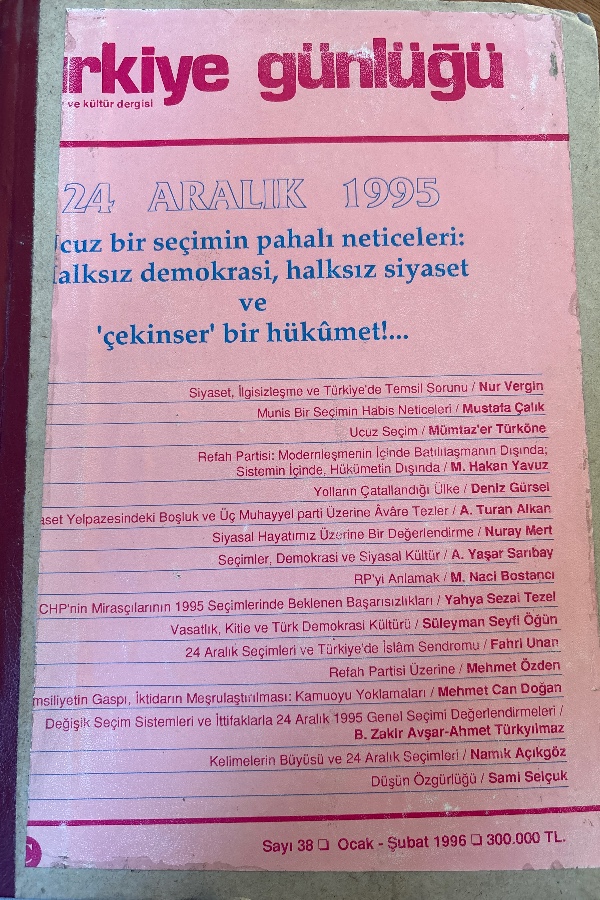 rkiye günlüğü
ve kültür dergisi
24 ARALIK 1995
cuz bir seçimin pahalı neticeleri:
alksız demokrasi, halksız siyaset
ve
'çekinser' bir hükûmet!...
Siyaset, İlgisizleşme ve Türkiye'de Temsil Sorunu / Nur Vergin
Munis Bir Seçimin Habis Neticeleri / Mustafa Çalık
Ucuz Seçim / Mümtaz'er Türköne
Refah Partisi: Modernleşmenin İçinde Batılılaşmanın Dışında;
Sistemin İçinde, Hükümetin Dışında / M. Hakan Yavuz
Yolların Çatallandığı Ülke / Deniz Gürsel
aset Yelpazesindeki Boşluk ve Üç Muhayyel parti Üzerine Âvâre Tezler / A. Turan Alkan
Siyasal Hayatımız Üzerine Bir Değerlendirme / Nuray Mert
Seçimler, Demokrasi ve Siyasal Kültür / A. Yaşar Sarıbay
RP'yi Anlamak / M. Naci Bostancı
CHP'nin Mirasçılarının 1995 Seçimlerinde Beklenen Başarısızlıkları / Yahya Sezai Tezel
Vasatlık, Kitle ve Türk Demokrasi Kültürü / Süleyman Seyfi Öğün
24 Aralık Seçimleri ve Türkiye'de İslâm Sendromu / Fahri Unan
Refah Partisi Üzerine / Mehmet Özden
msiliyetin Gaspı, İktidarın Meşrulaştırılması: Kamuoyu Yoklamaları / Mehmet Can Doğan
Değişik Seçim Sistemleri ve İttifaklarla 24 Aralık 1995 Genel Seçimi Değerlendirmeleri /
B. Zakir Avşar-Ahmet Türkyılmaz
Kelimelerin Büyüsü ve 24 Aralık Seçimleri / Namık Açıkgöz
Düşün Özgürlüğü / Sami Selçuk
Sayı 38 ❑ Ocak - Şubat 1996 ❑ 300.000 TL.